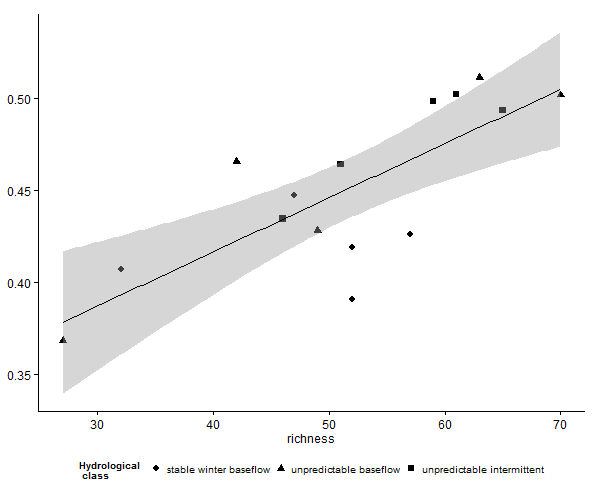 0.50
0.45
0.40
0.35
30 40 50 60 70
richness
Hydrological
class
stable winter baseflow unpredictable baseflow unpredictable intermittent